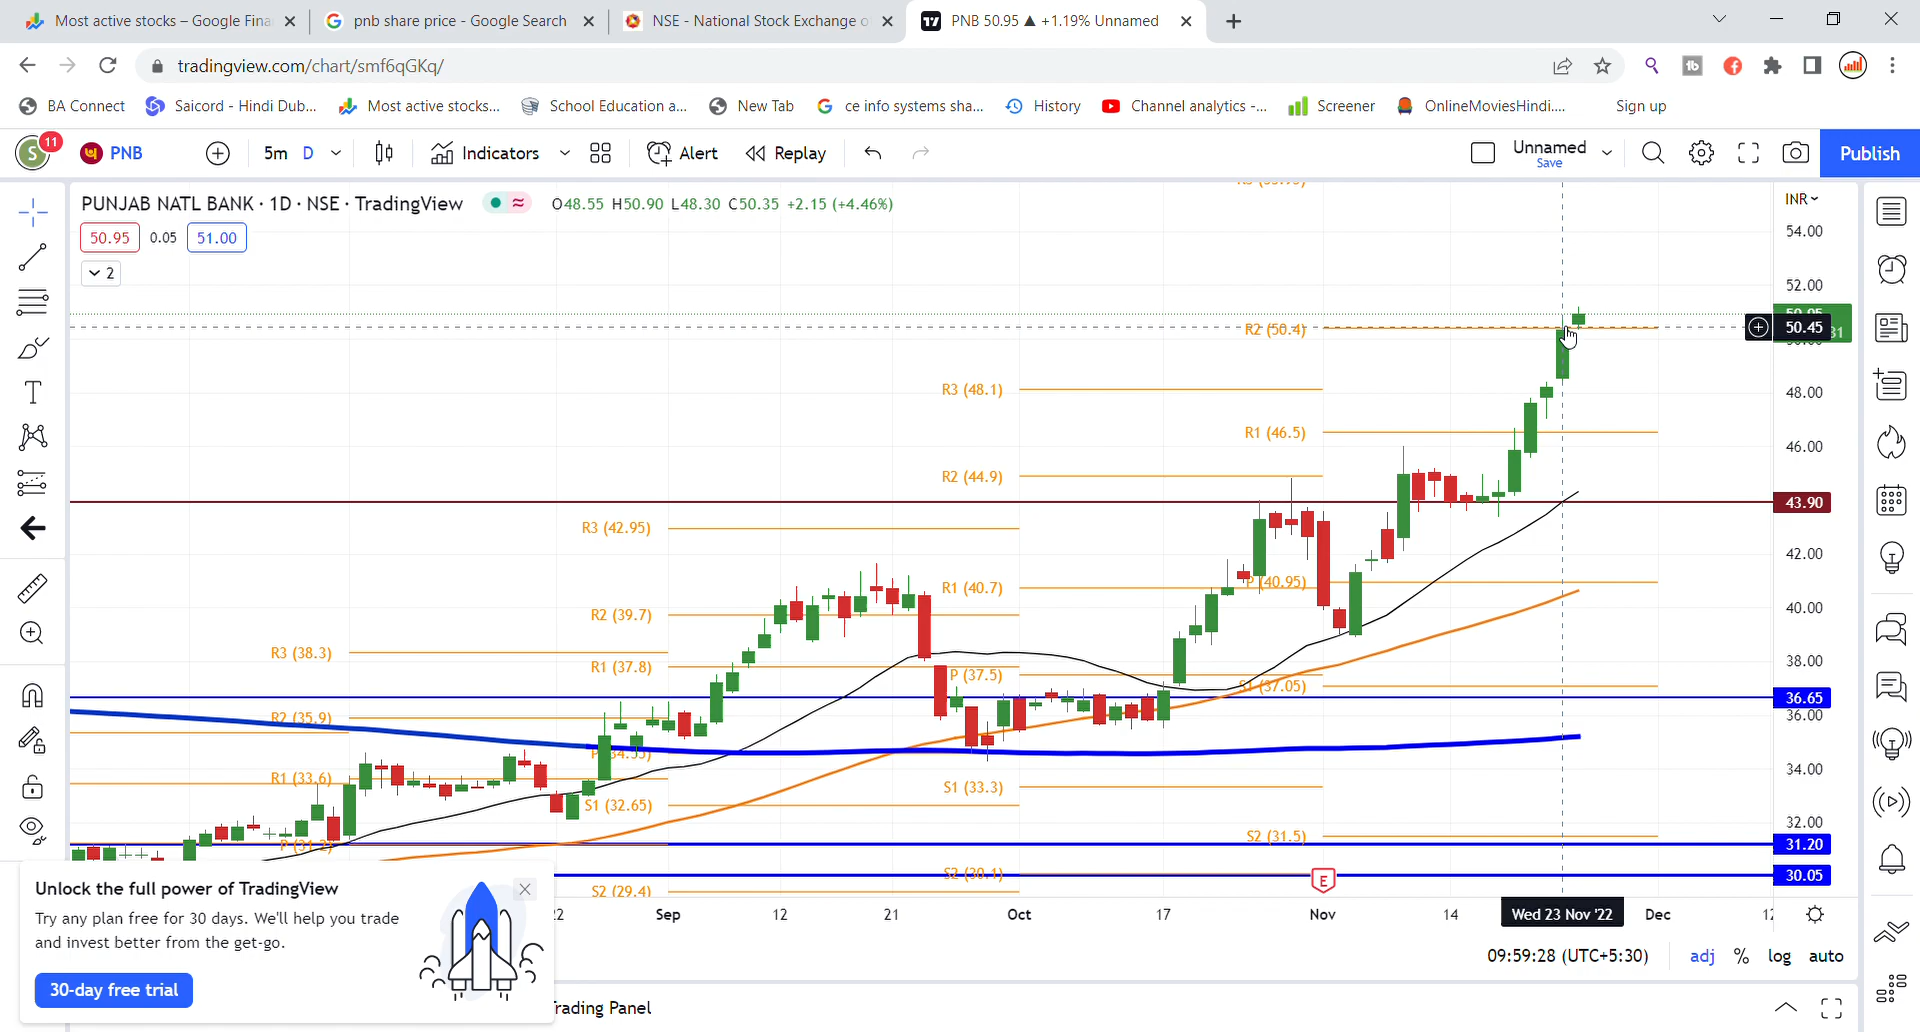 Most active stocks – Google Fina
pnb share price - Google Search
NSE - National Stock Exchange o
PNB 50.95 ▲ +1.19% Unnamed
tradingview.com/chart/smf6qGKq/
BA Connect
Saicord - Hindi Dub...
Most active stocks...
School Education a...
New Tab
ce info systems sha...
History
Channel analytics -...
Screener
OnlineMoviesHindi....
Sign up
S 11
PNB
5m D
Indicators
Alert
Replay
Unnamed
Save
Publish
PUNJAB NATL BANK · 1D · NSE · TradingView
O48.55 H50.90 L48.30 C50.35 +2.15 (+4.46%)
INR
50.95 0.05 51.00
2
54.00
52.00
R2 (50.4)
50.45
R3 (48.1)
48.00
R1 (46.5)
46.00
R2 (44.9)
43.90
R3 (42.95)
42.00
P (40.95)
R1 (40.7)
R2 (39.7)
40.00
R3 (38.3)
R1 (37.8)
P (37.5)
38.00
S1 (37.05)
36.65
R2 (35.9)
36.00
R1 (33.6)
S1 (33.3)
34.00
S1 (32.65)
32.00
S2 (31.5)
P (31.2)
31.20
S2 (30.1)
30.05
S2 (29.4)
E
22 Sep 12 21 Oct 17 Nov 14 Wed 23 Nov '22 Dec 12
Unlock the full power of TradingView
Try any plan free for 30 days. We'll help you trade
and invest better from the get-go.
30-day free trial
09:59:28 (UTC+5:30)
adj % log auto
Trading Panel